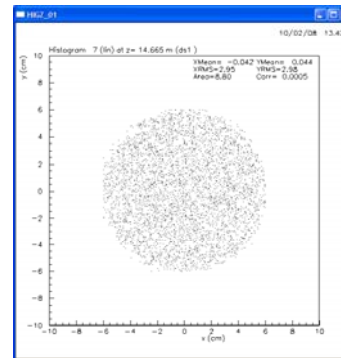 HIGZ_01
10/02/08 13.4
Histogram 7 (lin) at z= 14.665 m (ds1 )
y (cm)
XMean= -0.042 YMean= 0.044
XRMS=2.95 YRMS=2.98
Area=8.80 Corr= 0.0005
10
8
6
4
2
0
-2
-4
-6
-8
-10
-10 -8 -6 -4 -2 0 2 4 6 8 10
x (cm)